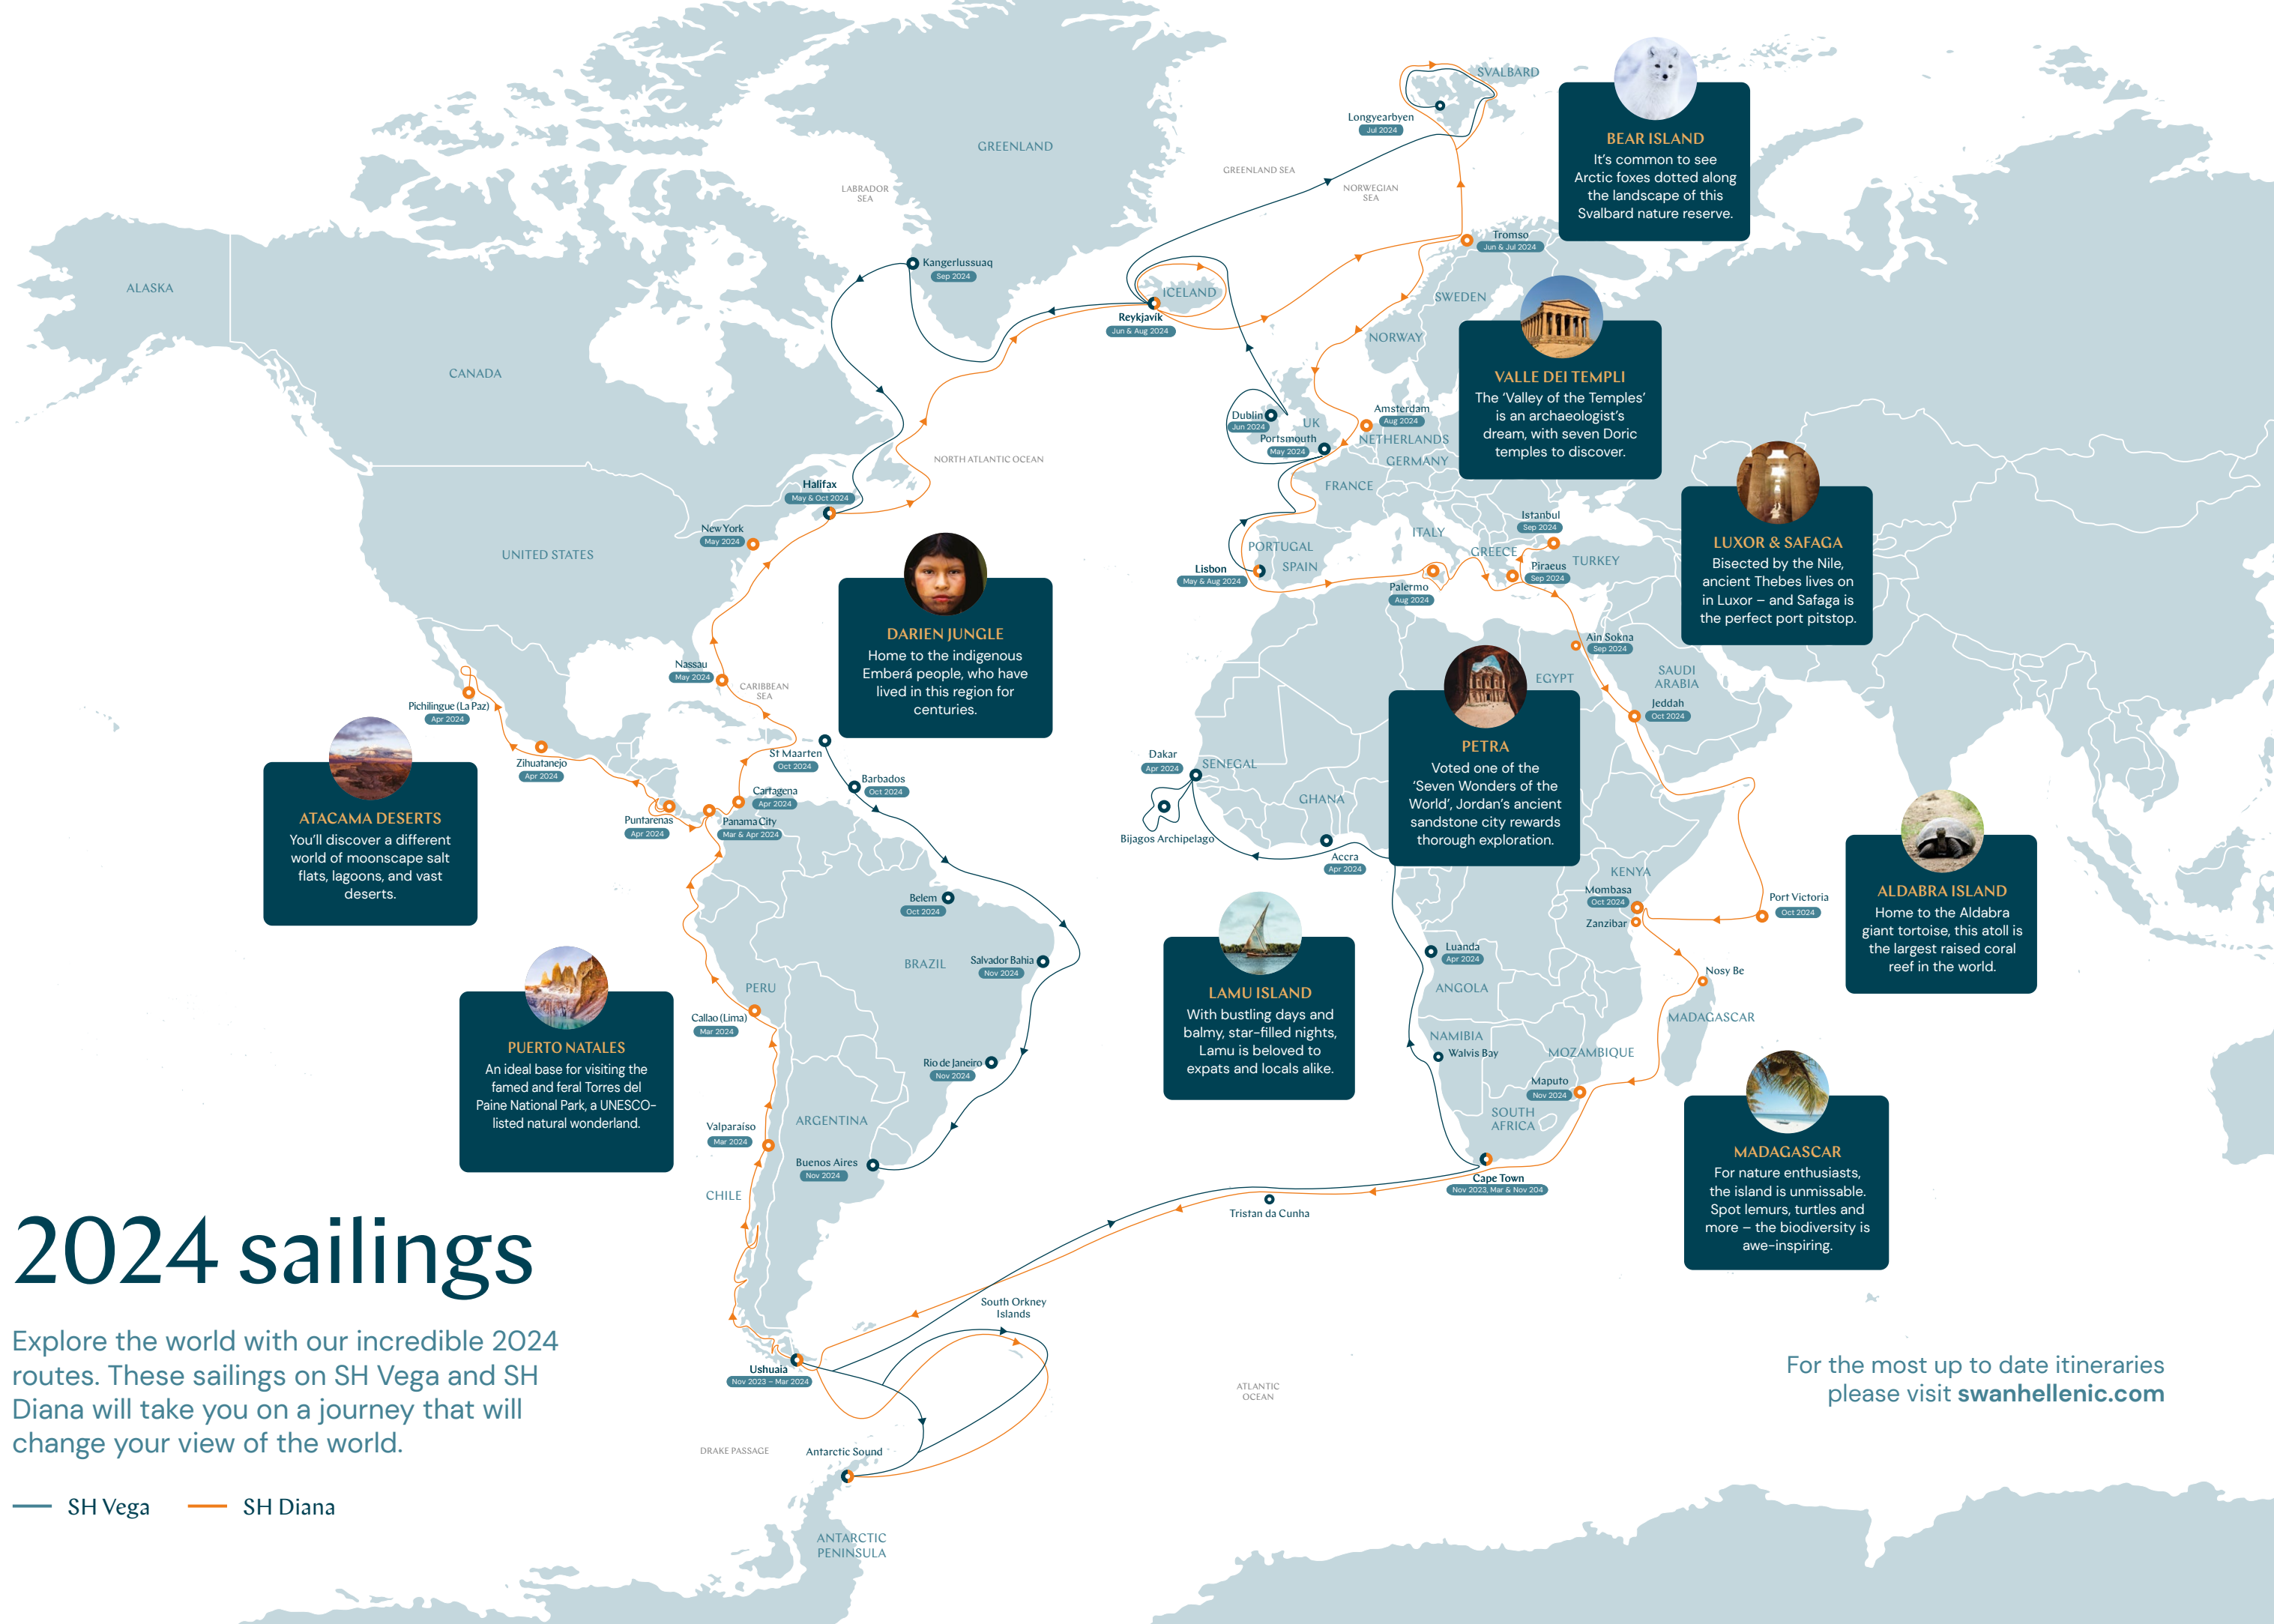 SVALBARD
Longyearbyen
Jul 2024
GREENLAND
GREENLAND SEA
LABRADOR
SEA
NORWEGIAN
SEA
BEAR ISLAND
It's common to see
Arctic foxes dotted along
the landscape of this
Svalbard nature reserve.
Tromso
Jun & Jul 2024
Kangerlussuaq
Sep 2024
ALASKA
ICELAND
Reykjavík
Jun & Aug 2024
SWEDEN
NORWAY
CANADA
VALLE DEI TEMPLI
The 'Valley of the Temples'
is an archaeologist's
dream, with seven Doric
temples to discover.
Dublin
Jun 2024
UK
Portsmouth
May 2024
Amsterdam
Aug 2024
NETHERLANDS
GERMANY
FRANCE
NORTH ATLANTIC OCEAN
Halifax
May & Oct 2024
New York
May 2024
UNITED STATES
ITALY
Istanbul
Sep 2024
GREECE
TURKEY
PORTUGAL
SPAIN
Lisbon
May & Aug 2024
Palermo
Aug 2024
Piraeus
Sep 2024
LUXOR & SAFAGA
Bisected by the Nile,
ancient Thebes lives on
in Luxor – and Safaga is
the perfect port pitstop.
DARIEN JUNGLE
Home to the indigenous
Emberá people, who have
lived in this region for
centuries.
Ain Sokna
Sep 2024
EGYPT
SAUDI
ARABIA
Jeddah
Oct 2024
Nassau
May 2024
CARIBBEAN
SEA
Pichilingue (La Paz)
Apr 2024
Zihuatanejo
Apr 2024
St Maarten
Oct 2024
Barbados
Oct 2024
Cartagena
Apr 2024
Puntarenas
Apr 2024
Panama City
Mar & Apr 2024
Dakar
Apr 2024
SENEGAL
GHANA
Bijagos Archipelago
Accra
Apr 2024
PETRA
Voted one of the
'Seven Wonders of the
World', Jordan's ancient
sandstone city rewards
thorough exploration.
ATACAMA DESERTS
You'll discover a different
world of moonscape salt
flats, lagoons, and vast
deserts.
KENYA
Mombasa
Oct 2024
Zanzibar
Port Victoria
Oct 2024
ALDABRA ISLAND
Home to the Aldabra
giant tortoise, this atoll is
the largest raised coral
reef in the world.
Belem
Oct 2024
BRAZIL
Salvador Bahia
Nov 2024
Luanda
Apr 2024
ANGOLA
Nosy Be
MADAGASCAR
PERU
Callao (Lima)
Mar 2024
LAMU ISLAND
With bustling days and
balmy, star-filled nights,
Lamu is beloved to
expats and locals alike.
NAMIBIA
Walvis Bay
MOZAMBIQUE
Maputo
Nov 2024
SOUTH
AFRICA
PUERTO NATALES
An ideal base for visiting the
famed and feral Torres del
Paine National Park, a UNESCO-
listed natural wonderland.
Rio de Janeiro
Nov 2024
Valparaíso
Mar 2024
ARGENTINA
Buenos Aires
Nov 2024
CHILE
Cape Town
Nov 2023, Mar & Nov 204
Tristan da Cunha
MADAGASCAR
For nature enthusiasts,
the island is unmissable.
Spot lemurs, turtles and
more – the biodiversity is
awe-inspiring.
2024 sailings
Explore the world with our incredible 2024
routes. These sailings on SH Vega and SH
Diana will take you on a journey that will
change your view of the world.
SH Vega
SH Diana
South Orkney
Islands
Ushuaia
Nov 2023 – Mar 2024
ATLANTIC
OCEAN
DRAKE PASSAGE
Antarctic Sound
ANTARCTIC
PENINSULA
For the most up to date itineraries
please visit swanhellenic.com